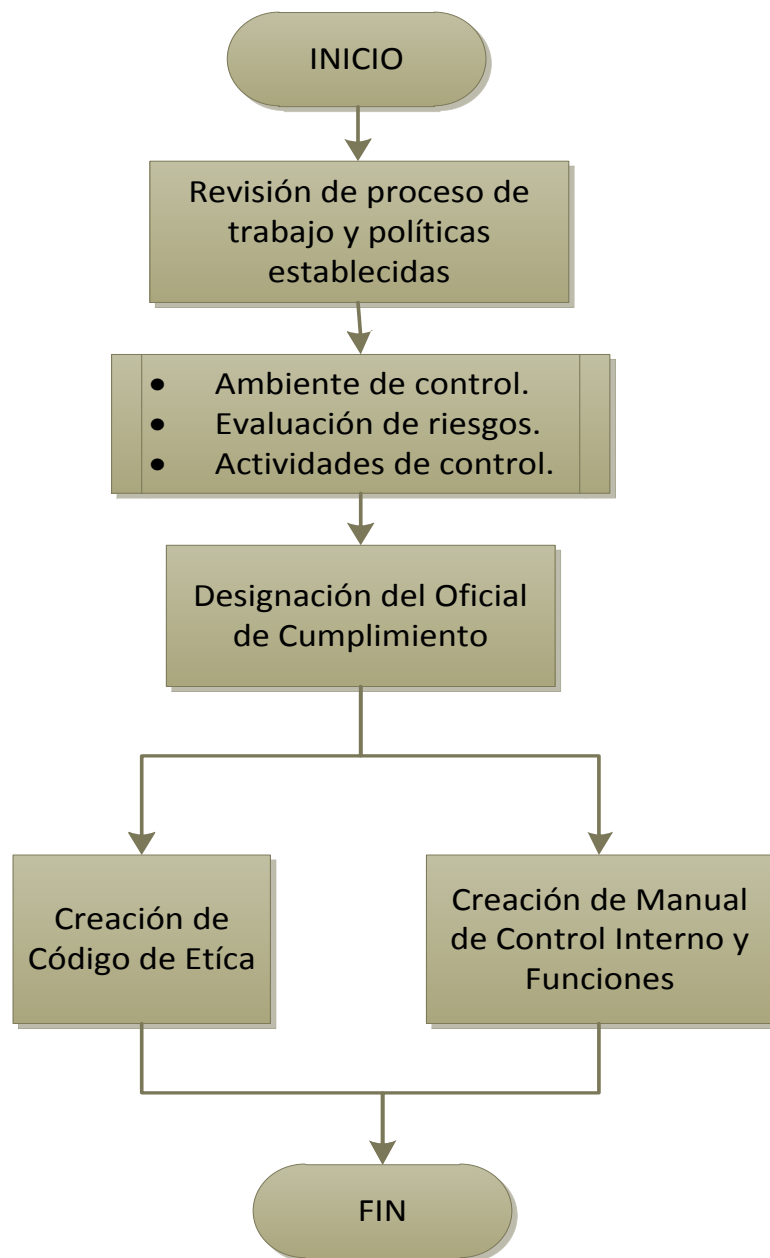 INICIO
Revisión de proceso de
trabajo y políticas
establecidas
• Ambiente de control.
• Evaluación de riesgos.
• Actividades de control.
Designación del Oficial
de Cumplimiento
Creación de
Código de Etíca
Creación de Manual
de Control Interno y
Funciones
FIN